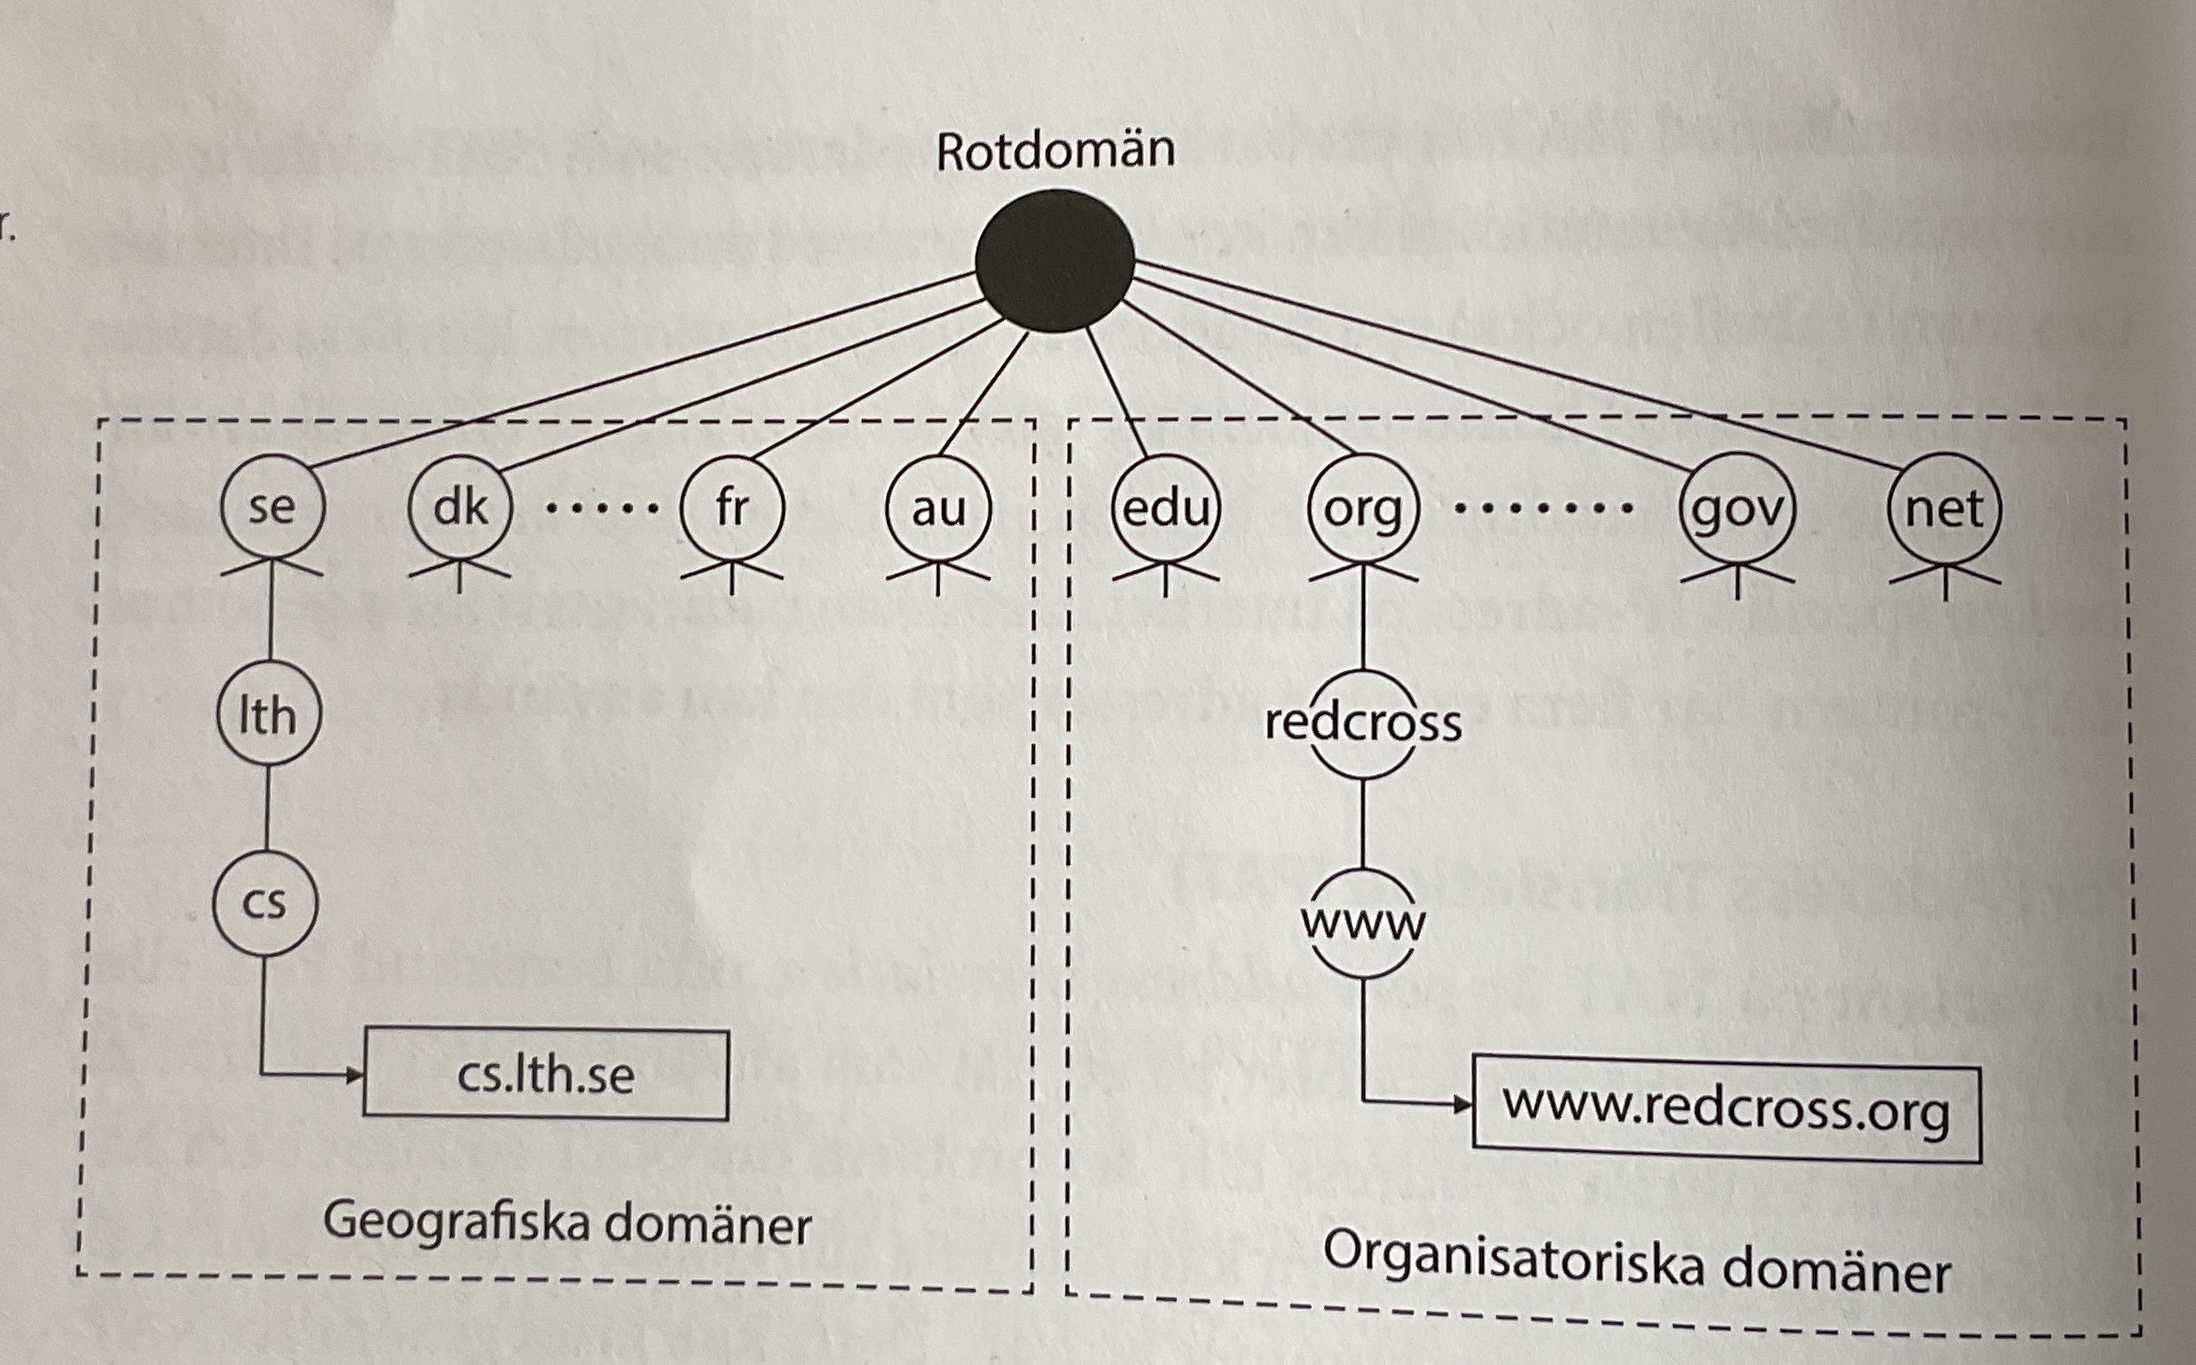 Rotdomän
r.
se dk ..... fr au edu org ....... gov net
lth redcross
cs www
cs.lth.se www.redcross.org
Geografiska domäner Organisatoriska domäner